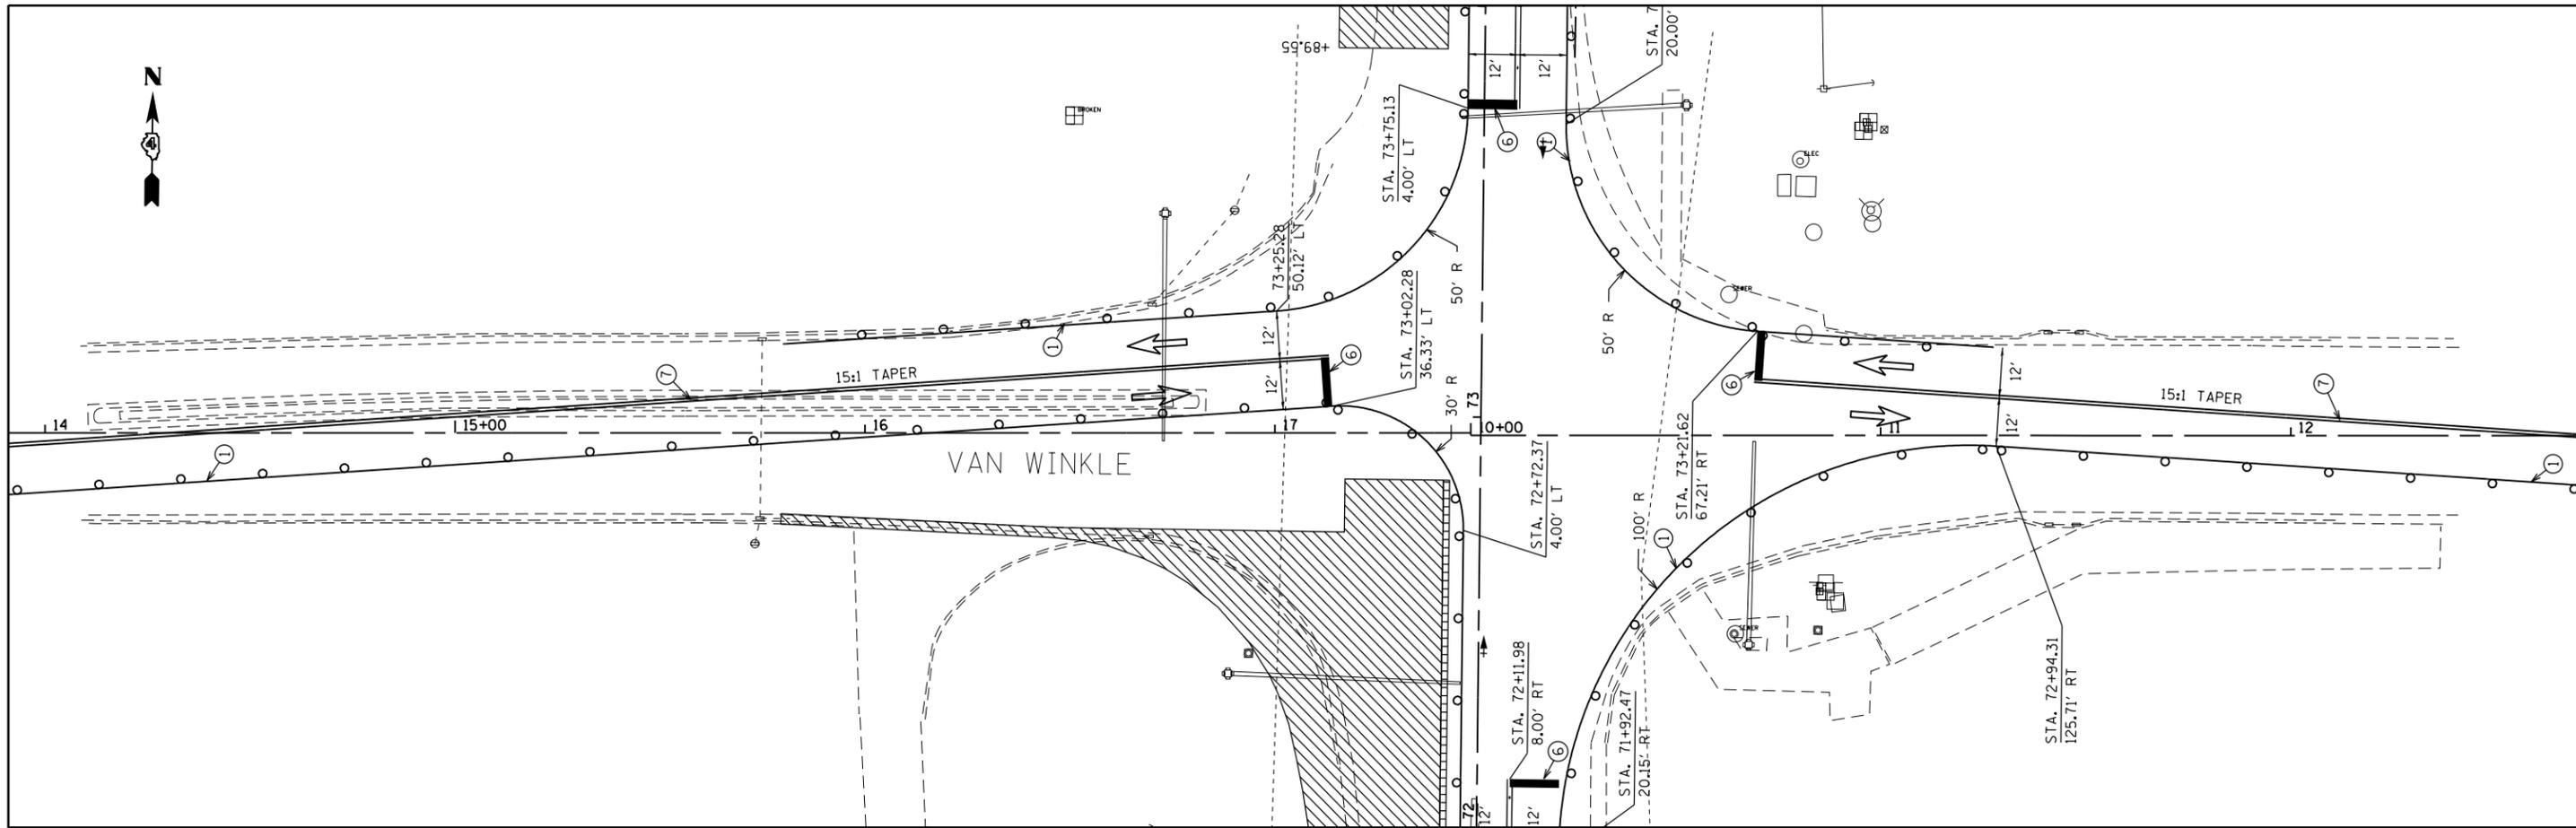 N
4
BROKEN
+89.55
12'
12'
STA. 7
20.00'
STA. 73+75.13
4.00' LT
6
1
ELEC
73+25.28
50.12' LT
50' R
STA. 73+02.28
36.33' LT
50' R
SEWER
1
12'
6
7
15:1 TAPER
12'
6
12'
15:1 TAPER
7
30' R
73
12'
14
15+00
16
17
10+00
11
12
1
VAN WINKLE
STA. 72+72.37
4.00' LT
STA. 73+21.62
67.21' RT
1
100' R
1
SEWER
STA. 72+11.98
8.00' RT
STA. 71+92.47
20.15' RT
STA. 72+94.31
125.71' RT
6
72
12'
12'